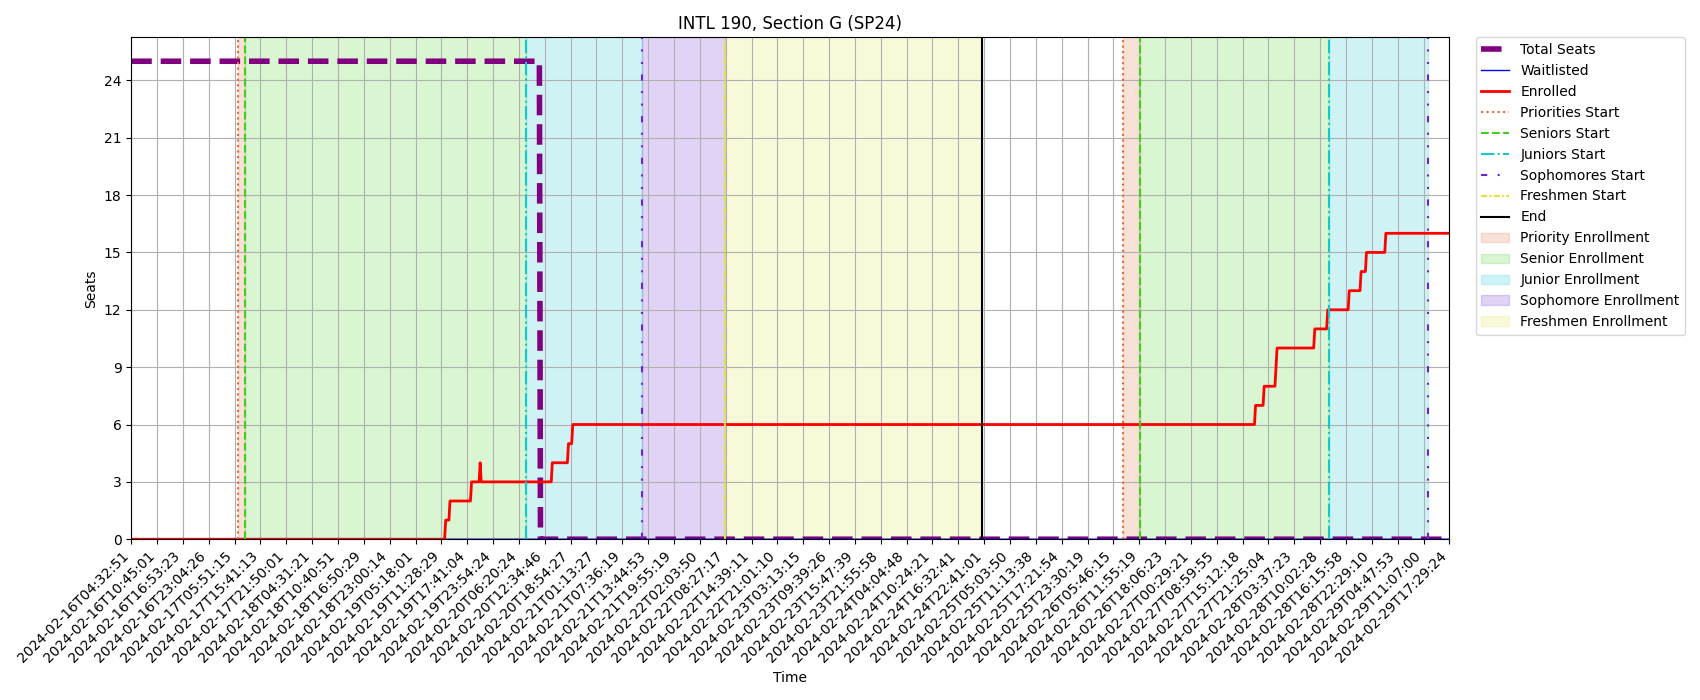 INTL 190, Section G (SP24)
Total Seats
Waitlisted
Enrolled
Priorities Start
Seniors Start
Juniors Start
Sophomores Start
Freshmen Start
End
Priority Enrollment
Senior Enrollment
Junior Enrollment
Sophomore Enrollment
Freshmen Enrollment
Seats
24
21
18
15
12
9
6
3
0
2024-02-16T04:32:51
2024-02-16T10:45:01
2024-02-16T16:53:23
2024-02-16T23:04:26
2024-02-17T05:51:15
2024-02-17T15:41:13
2024-02-17T21:50:01
2024-02-18T04:31:21
2024-02-18T10:40:51
2024-02-18T16:50:29
2024-02-18T23:00:14
2024-02-19T05:18:01
2024-02-19T11:28:29
2024-02-19T17:41:04
2024-02-19T23:54:24
2024-02-20T06:20:24
2024-02-20T12:34:46
2024-02-20T18:54:27
2024-02-21T01:13:27
2024-02-21T07:36:19
2024-02-21T13:44:53
2024-02-21T19:55:19
2024-02-22T02:03:50
2024-02-22T08:27:17
2024-02-22T14:39:11
2024-02-22T21:01:10
2024-02-23T03:13:15
2024-02-23T09:39:26
2024-02-23T15:47:39
2024-02-23T21:55:58
2024-02-24T04:04:48
2024-02-24T10:24:21
2024-02-24T16:32:41
2024-02-24T22:41:01
2024-02-25T05:03:50
2024-02-25T11:13:38
2024-02-25T17:21:54
2024-02-25T23:30:19
2024-02-26T05:46:15
2024-02-26T11:55:19
2024-02-26T18:06:23
2024-02-27T00:29:21
2024-02-27T08:59:55
2024-02-27T15:12:18
2024-02-27T21:25:04
2024-02-28T03:37:23
2024-02-28T10:02:28
2024-02-28T16:15:58
2024-02-28T22:29:10
2024-02-29T04:47:53
2024-02-29T11:07:00
2024-02-29T17:29:24
Time